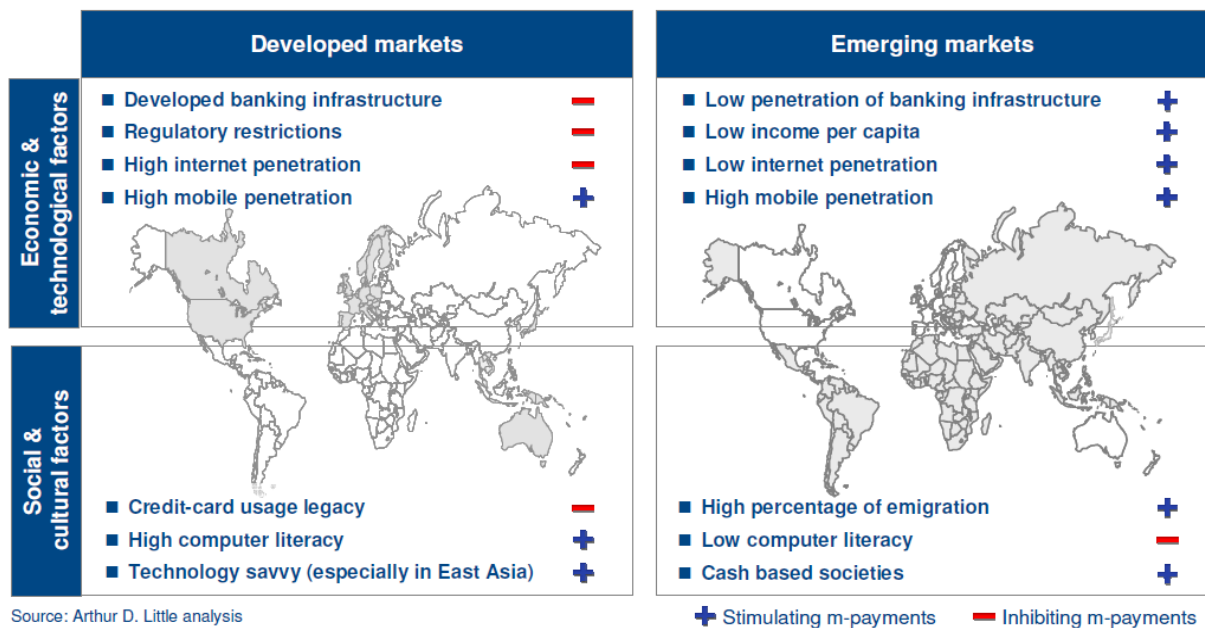 Developed markets
Emerging markets
Economic &
technological factors
Developed banking infrastructure
Regulatory restrictions
High internet penetration
High mobile penetration
Low penetration of banking infrastructure
Low income per capita
Low internet penetration
High mobile penetration
Social &
cultural factors
Credit-card usage legacy
High computer literacy
Technology savvy (especially in East Asia)
High percentage of emigration
Low computer literacy
Cash based societies
Source: Arthur D. Little analysis
Stimulating m-payments
Inhibiting m-payments